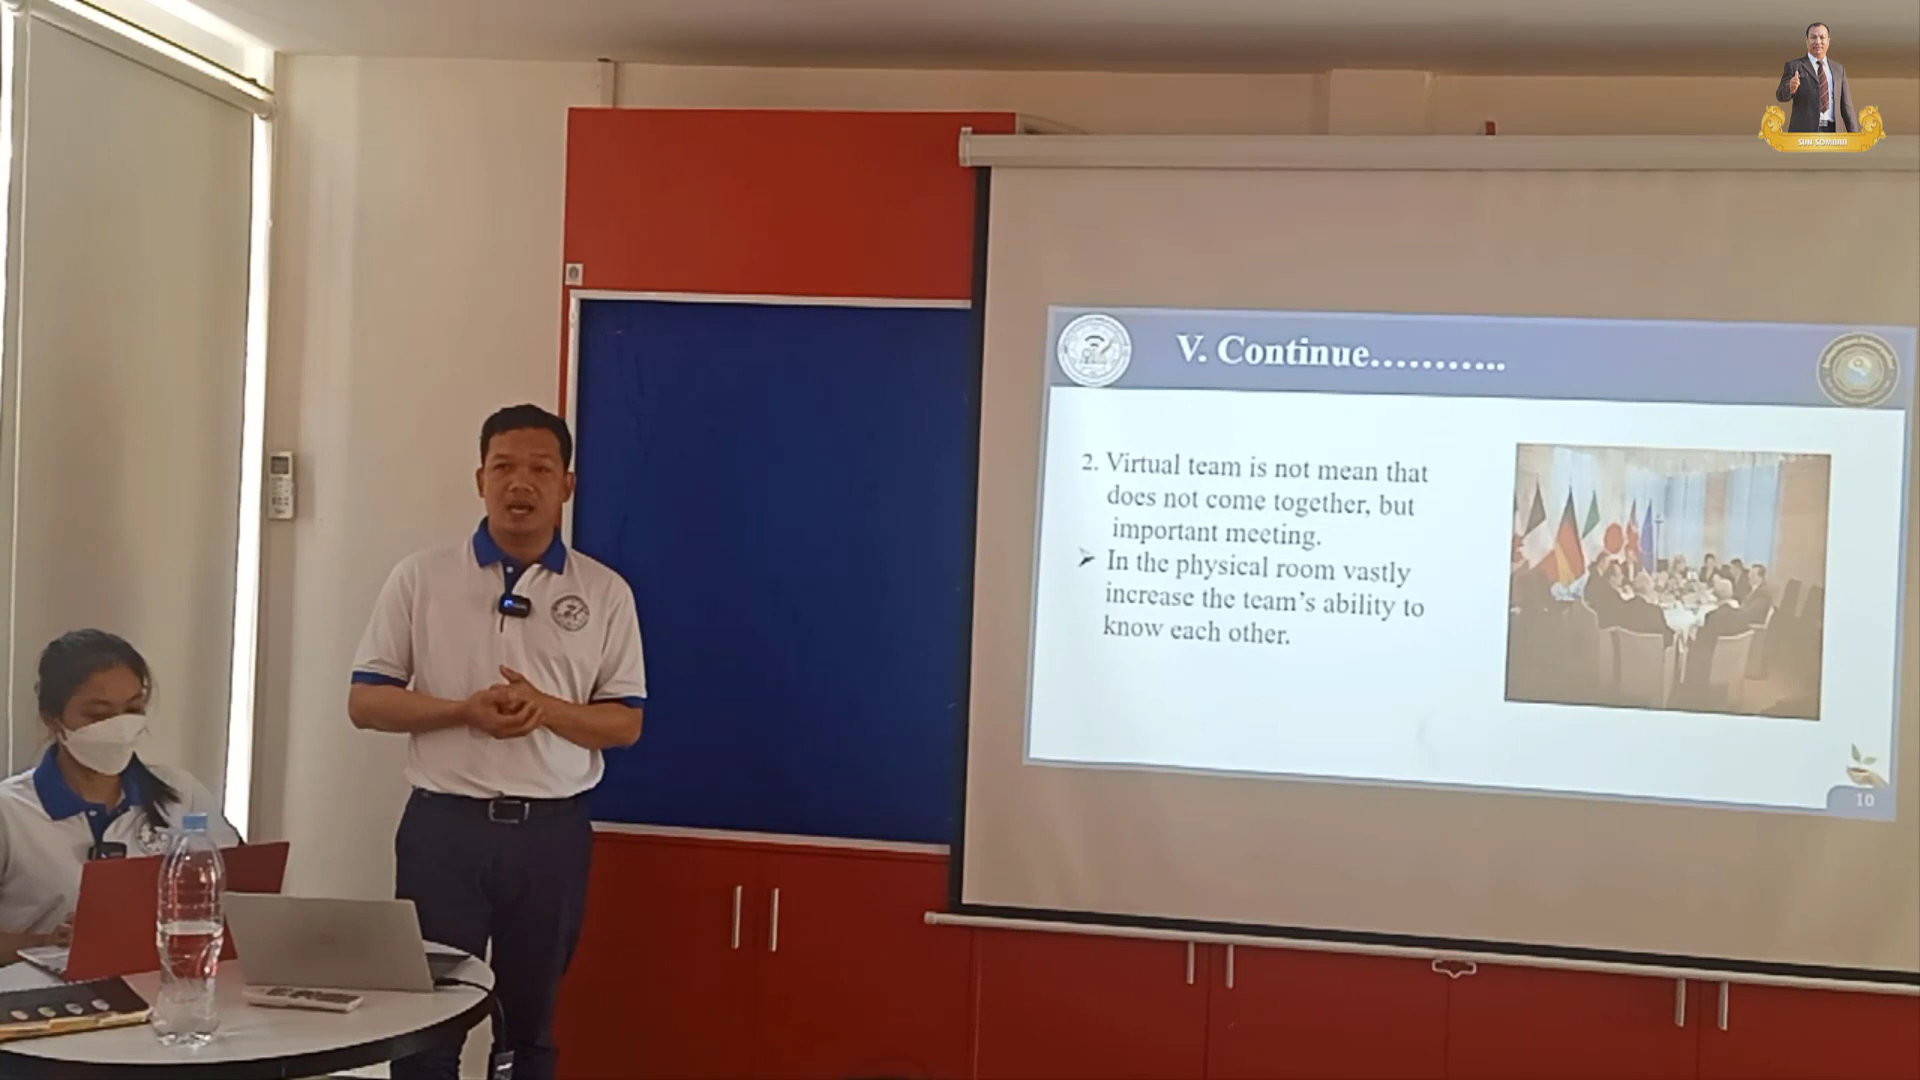 SUN SOMARA
V. Continue...........
2. Virtual team is not mean that
does not come together, but
important meeting.
➢ In the physical room vastly
increase the team's ability to
know each other.
10